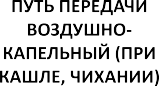 ПУТЬ ПЕРЕДАЧИ
ВОЗДУШНО-
КАПЕЛЬНЫЙ (ПРИ
КАШЛЕ, ЧИХАНИИ)